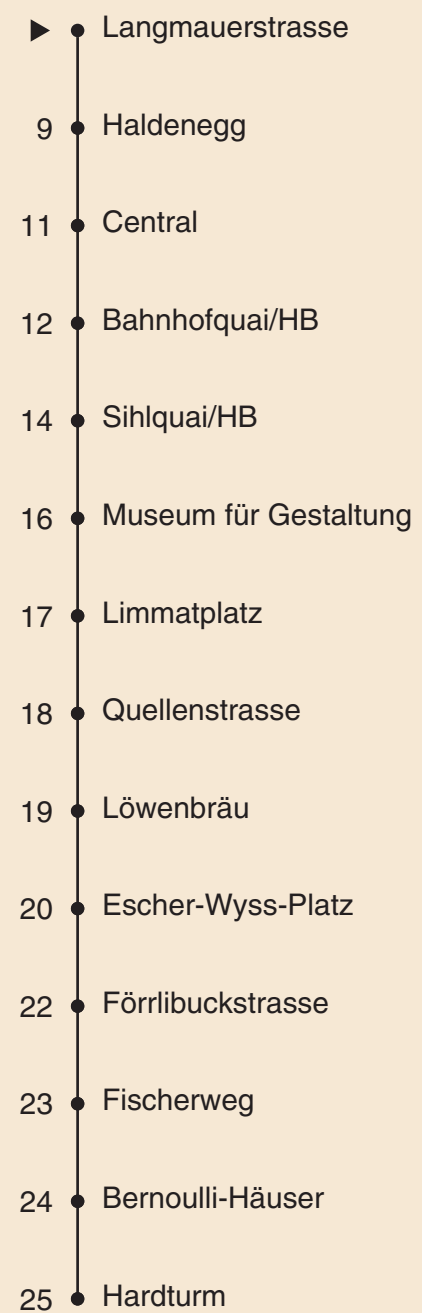 ▶ Langmauerstrasse
9 Haldenegg
11 Central
12 Bahnhofquai/HB
14 Sihlquai/HB
16 Museum für Gestaltung
17 Limmatplatz
18 Quellenstrasse
19 Löwenbräu
20 Escher-Wyss-Platz
22 Förrlibuckstrasse
23 Fischerweg
24 Bernoulli-Häuser
25 Hardturm